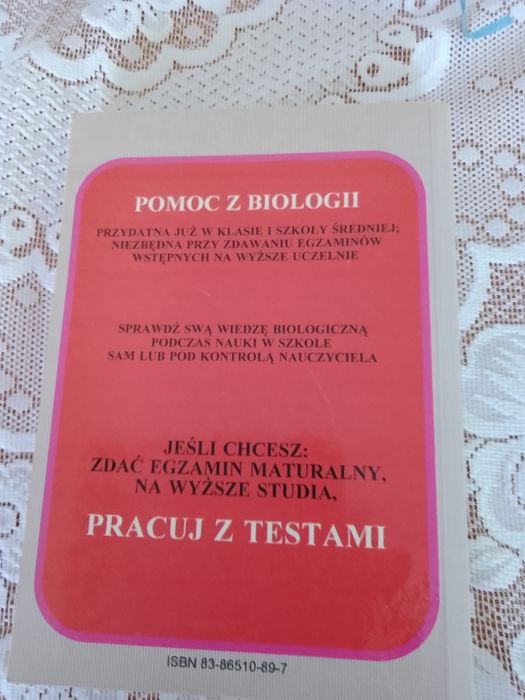 POMOC Z BIOLOGII
PRZYDATNA JUŻ W KLASIE I SZKOŁY ŚREDNIEJ;
NIEZBĘDNA PRZY ZDAWANIU EGZAMINÓW
WSTĘPNYCH NA WYŻSZE UCZELNIE
SPRAWDŹ SWĄ WIEDZĘ BIOLOGICZNĄ
PODCZAS NAUKI W SZKOLE
SAM LUB POD KONTROLĄ NAUCZYCIELA
JEŚLI CHCESZ:
ZDAĆ EGZAMIN MATURALNY,
NA WYŻSZE STUDIA,
PRACUJ Z TESTAMI
ISBN 83-86510-89-7